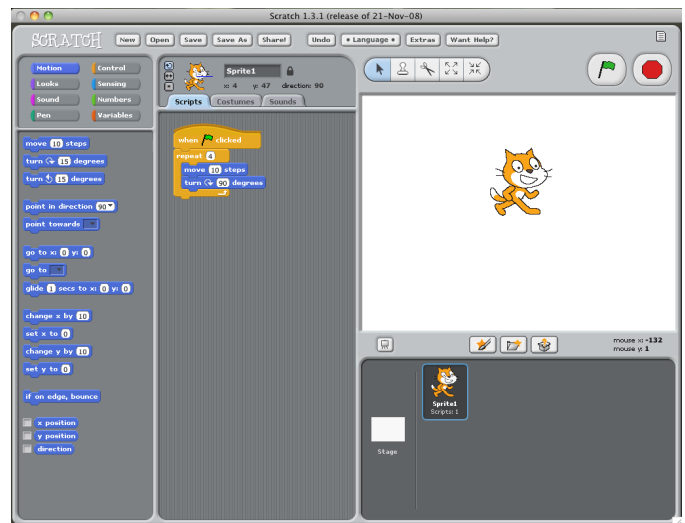 Scratch 1.3.1 (release of 21-Nov-08)
SCRATCH New Open Save Save As Share! Undo • Language • Extras Want Help?
Motion Control
Looks Sensing
Sound Numbers
Pen Variables
move 10 steps
turn 15 degrees
turn 15 degrees
point in direction 90
point towards
go to x: 0 y: 0
go to
glide 1 secs to x: 0 y: 0
change x by 10
set x to 0
change y by 10
set y to 0
if on edge, bounce
x position
y position
direction
Sprite1
x: 4 y: 47 direction: 90
Scripts Costumes Sounds
when clicked
repeat 4
move 10 steps
turn 90 degrees
mouse x: -132
mouse y: 1
Sprite1
Scripts: 1
Stage